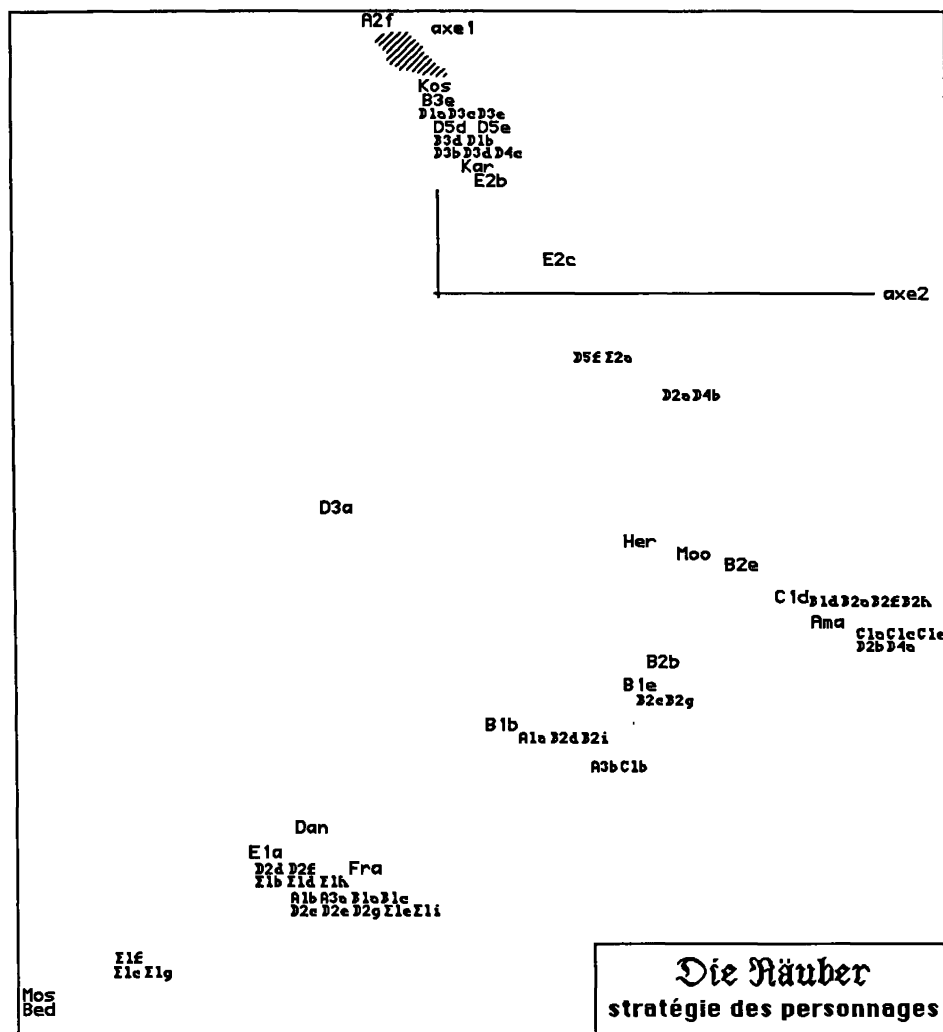 A2f
axe1
Kos
B3e
D1a D3c D3e
D5d D5e
B3d D1b
D3b D3d D4c
Kar
E2b
E2c
axe2
D5f E2a
D2a D4b
D3a
Her
Moo
B2e
C1d B1d B2a B2f B2h
Ama
C1a C1c C1e
D2b D4a
B2b
B1e
B2c B2g
B1b
A1a B2d B2i
A3b C1b
Dan
E1a
D2d D2f
Fra
E1b E1d E1h
A1b A3a B1a B1c
D2c D2e D2g E1e E1i
E1f
E1c E1g
Mos
Bed
Die Räuber
stratégie des personnages